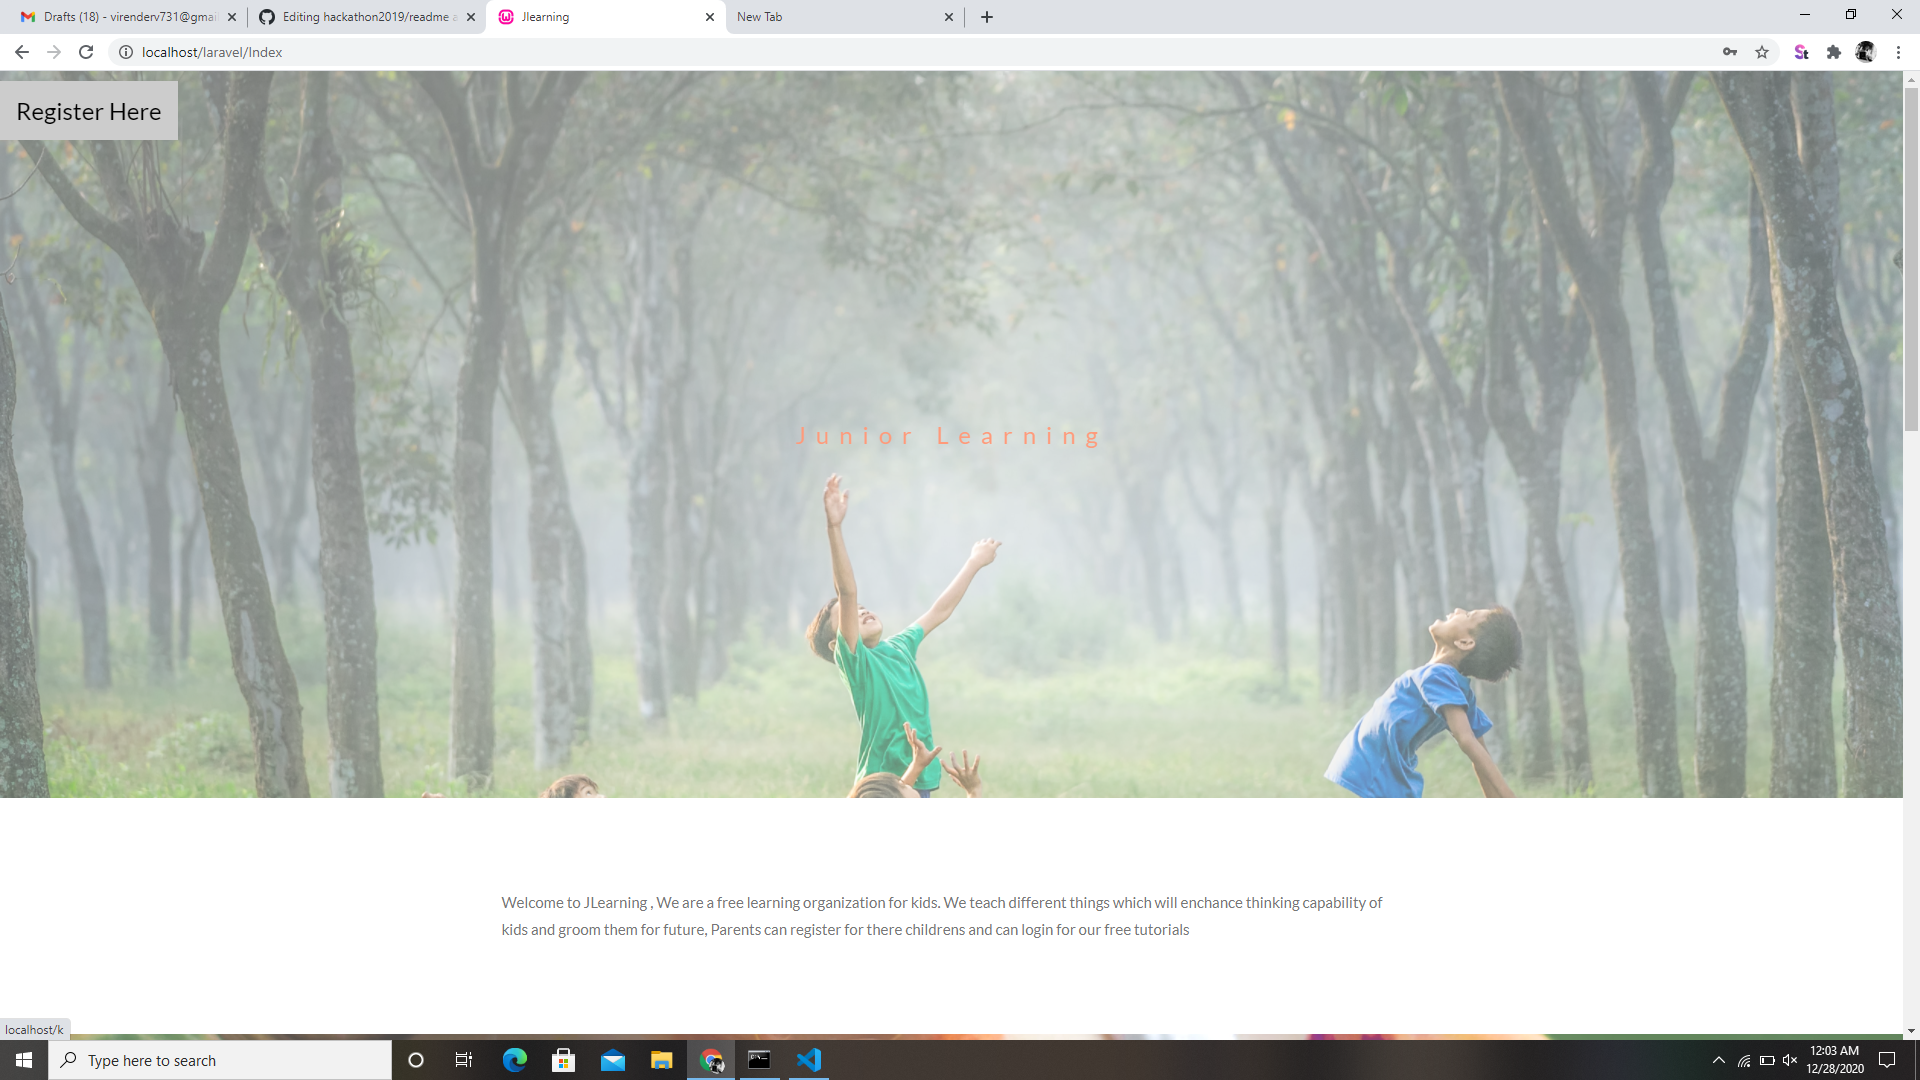 Drafts (18) - virenderv731@gmai
Editing hackathon2019/readme a
Jlearning
New Tab
localhost/laravel/Index
Register Here
Junior Learning
Welcome to JLearning , We are a free learning organization for kids. We teach different things which will enchance thinking capability of
kids and groom them for future, Parents can register for there childrens and can login for our free tutorials
localhost/k
Type here to search
12:03 AM
12/28/2020